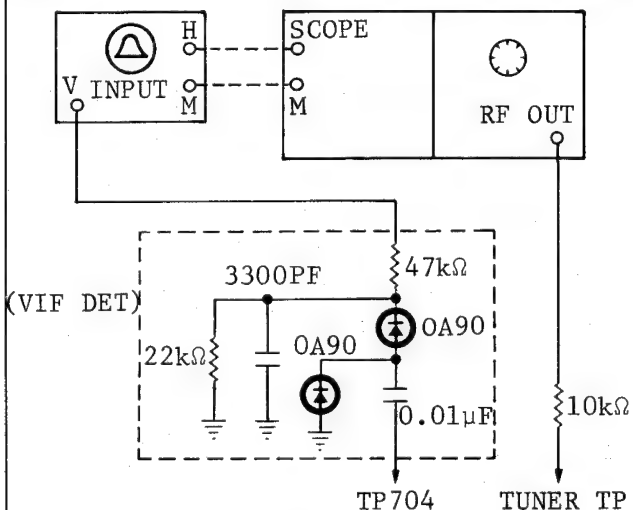 H
SCOPE
V
INPUT
M
M
RF OUT
47kΩ
3300PF
(VIF DET)
OA90
OA90
22kΩ
0.01µF
10kΩ
TP704
TUNER TP